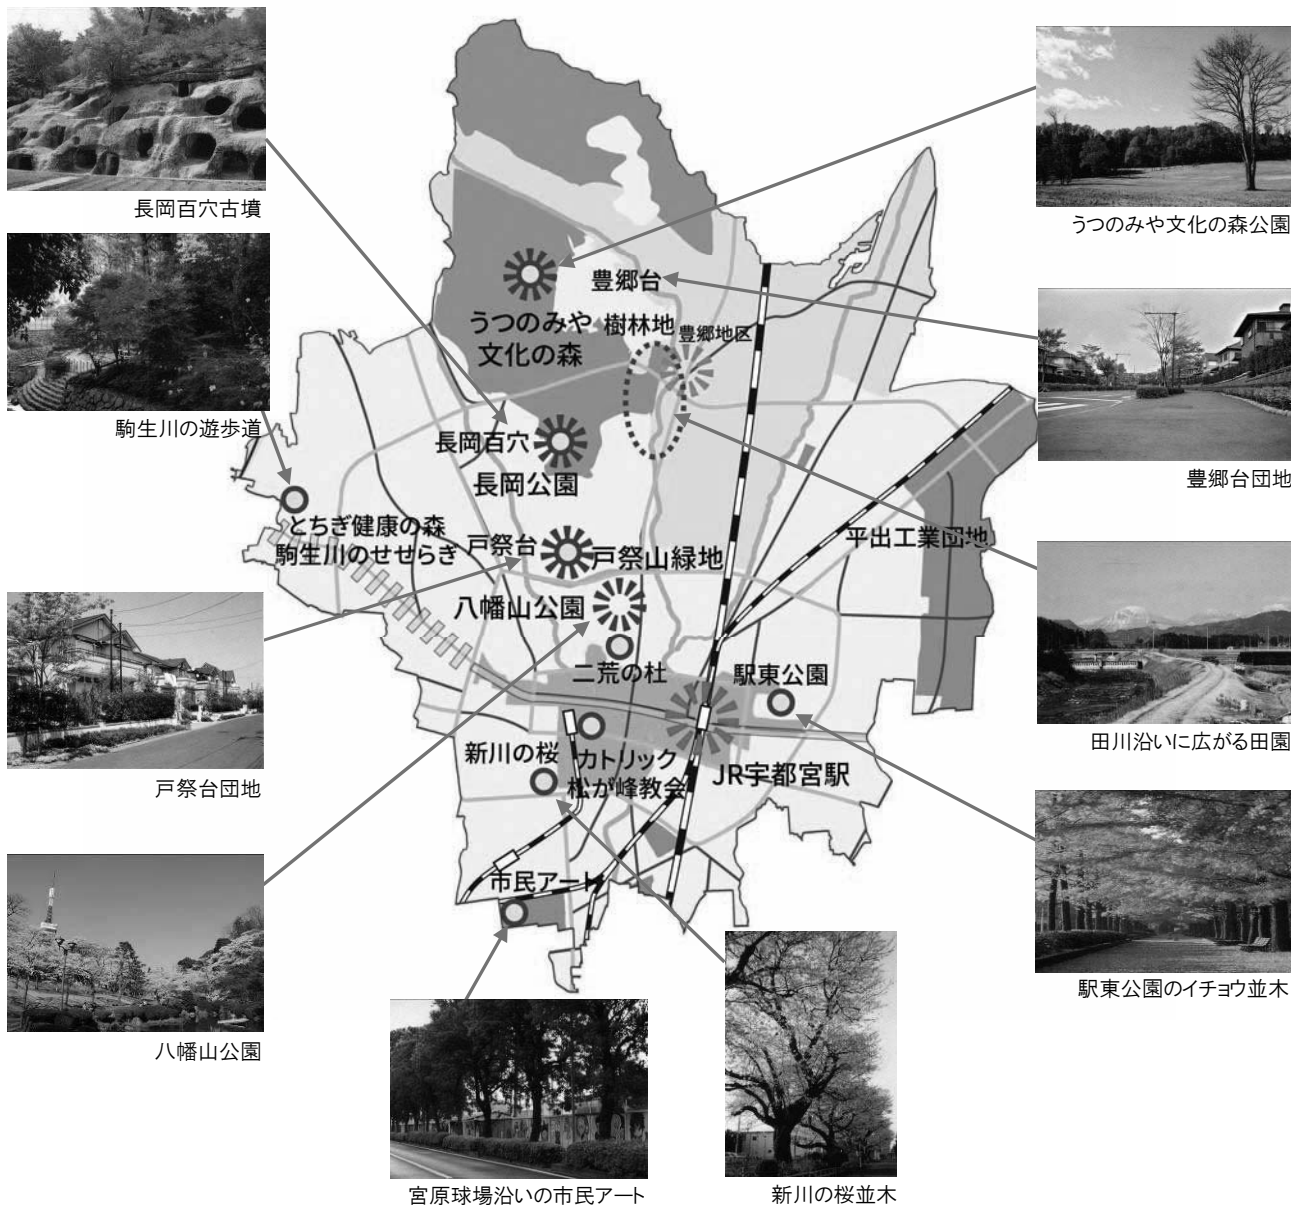 長岡百穴古墳
うつのみや文化の森公園
駒生川の遊歩道
豊郷台団地
戸祭台団地
田川沿いに広がる田園
八幡山公園
駅東公園のイチョウ並木
宮原球場沿いの市民アート
新川の桜並木
豊郷台
うつのみや
文化の森
樹林地
豊郷地区
長岡百穴
長岡公園
とちぎ健康の森
駒生川のせせらぎ
戸祭台
戸祭山緑地
平出工業団地
八幡山公園
二荒の杜
駅東公園
新川の桜
カトリック
松が峰教会
JR宇都宮駅
市民アート